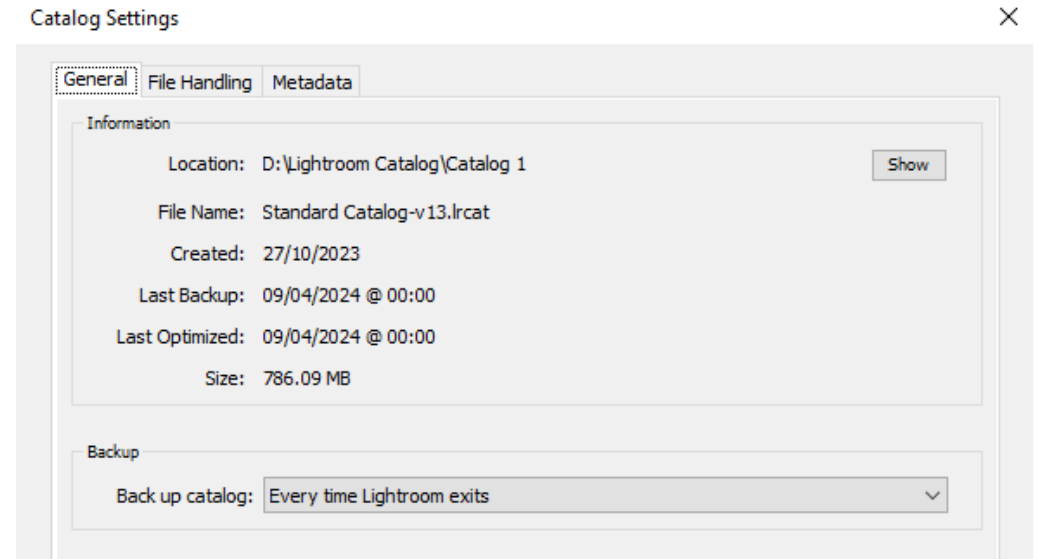 Catalog Settings
General File Handling Metadata
Information
Location: D:\Lightroom Catalog\Catalog 1 Show
File Name: Standard Catalog-v13.lrcat
Created: 27/10/2023
Last Backup: 09/04/2024 @ 00:00
Last Optimized: 09/04/2024 @ 00:00
Size: 786.09 MB
Backup
Back up catalog: Every time Lightroom exits